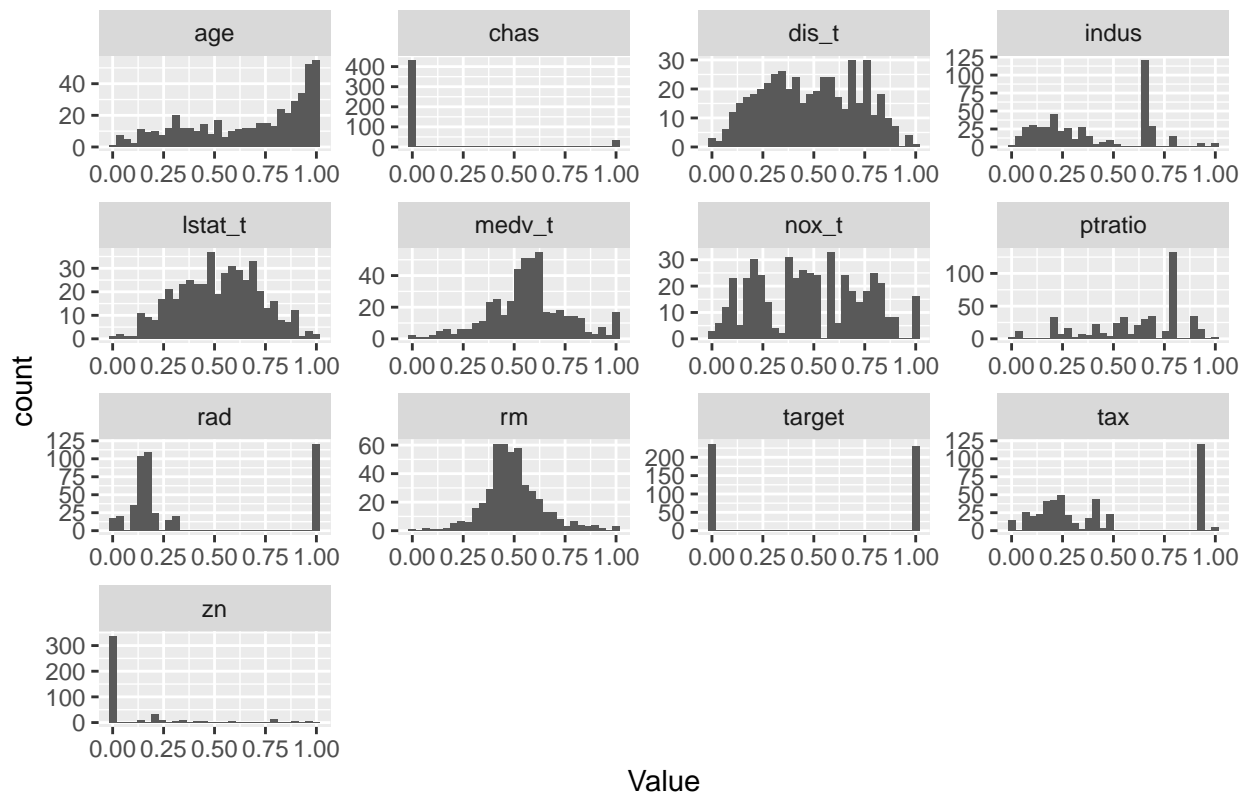 age chas dis_t indus
40 20 0
400 300 200 100 0
30 20 10 0
125 100 75 50 25 0
0.00 0.25 0.50 0.75 1.00 0.00 0.25 0.50 0.75 1.00 0.00 0.25 0.50 0.75 1.00 0.00 0.25 0.50 0.75 1.00
lstat_t medv_t nox_t ptratio
30 20 10 0
40 20 0
30 20 10 0
100 50 0
0.00 0.25 0.50 0.75 1.00 0.00 0.25 0.50 0.75 1.00 0.00 0.25 0.50 0.75 1.00 0.00 0.25 0.50 0.75 1.00
count
rad rm target tax
125 100 75 50 25 0
60 40 20 0
200 150 100 50 0
125 100 75 50 25 0
0.00 0.25 0.50 0.75 1.00 0.00 0.25 0.50 0.75 1.00 0.00 0.25 0.50 0.75 1.00 0.00 0.25 0.50 0.75 1.00
zn
300 200 100 0
0.00 0.25 0.50 0.75 1.00
Value